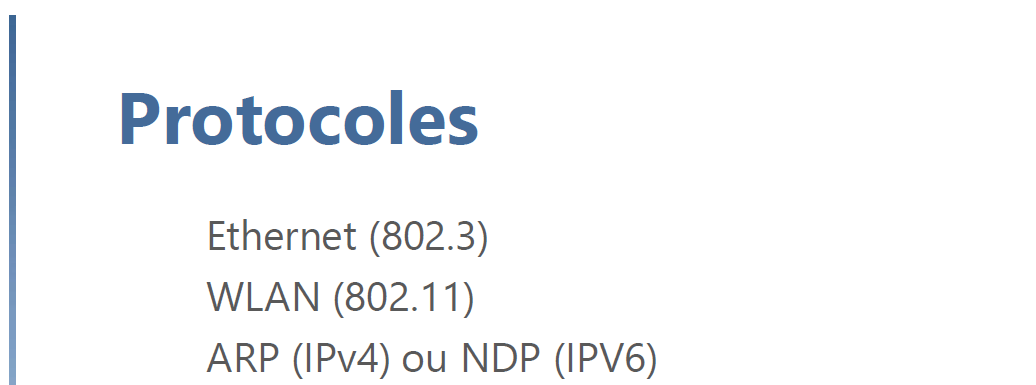 Protocoles
Ethernet (802.3)
WLAN (802.11)
ARP (IPv4) ou NDP (IPV6)